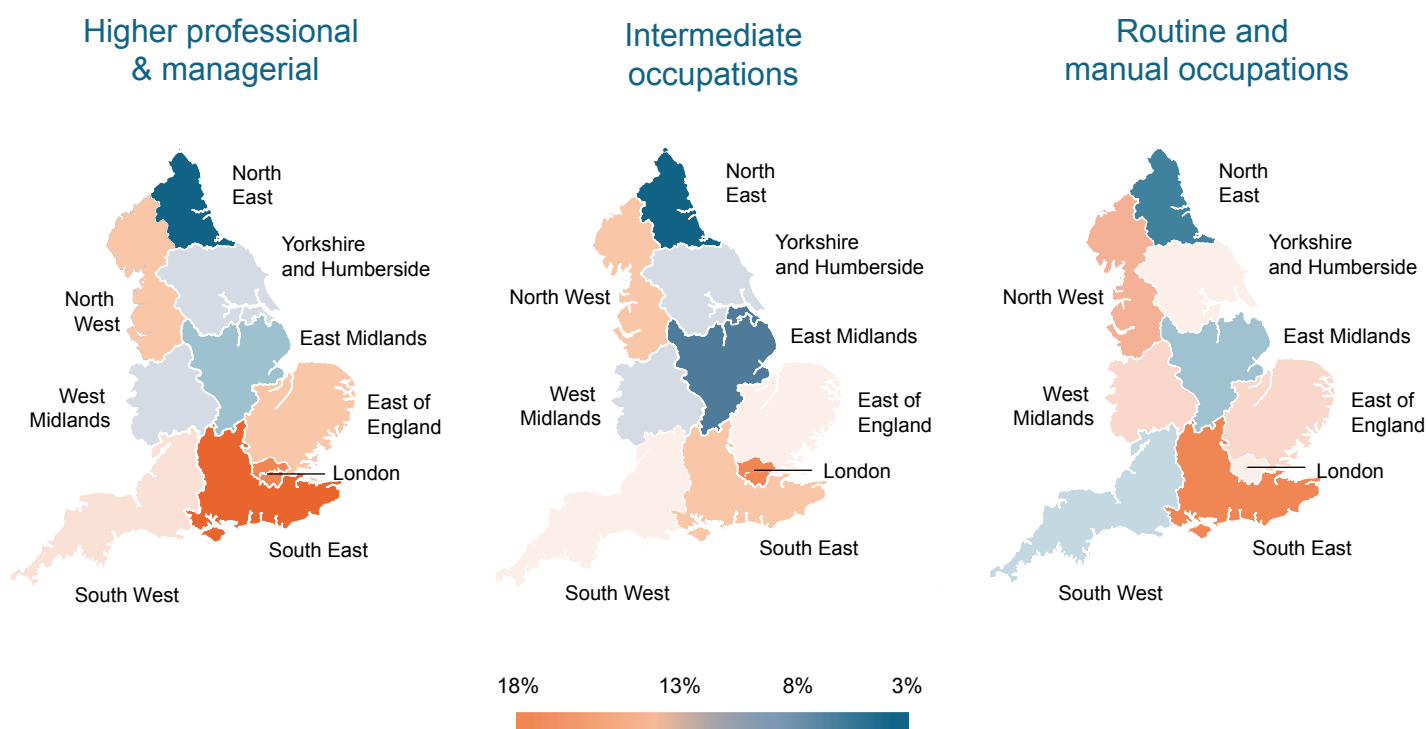 Higher professional
& managerial
North
East
Yorkshire
and Humberside
North
West
East Midlands
West
Midlands
East of
England
London
South East
South West
Intermediate
occupations
North
East
Yorkshire
and Humberside
North West
East Midlands
West
Midlands
East of
England
London
South East
South West
Routine and
manual occupations
North
East
Yorkshire
and Humberside
North West
East Midlands
West
Midlands
East of
England
London
South East
South West
18% 13% 8% 3%